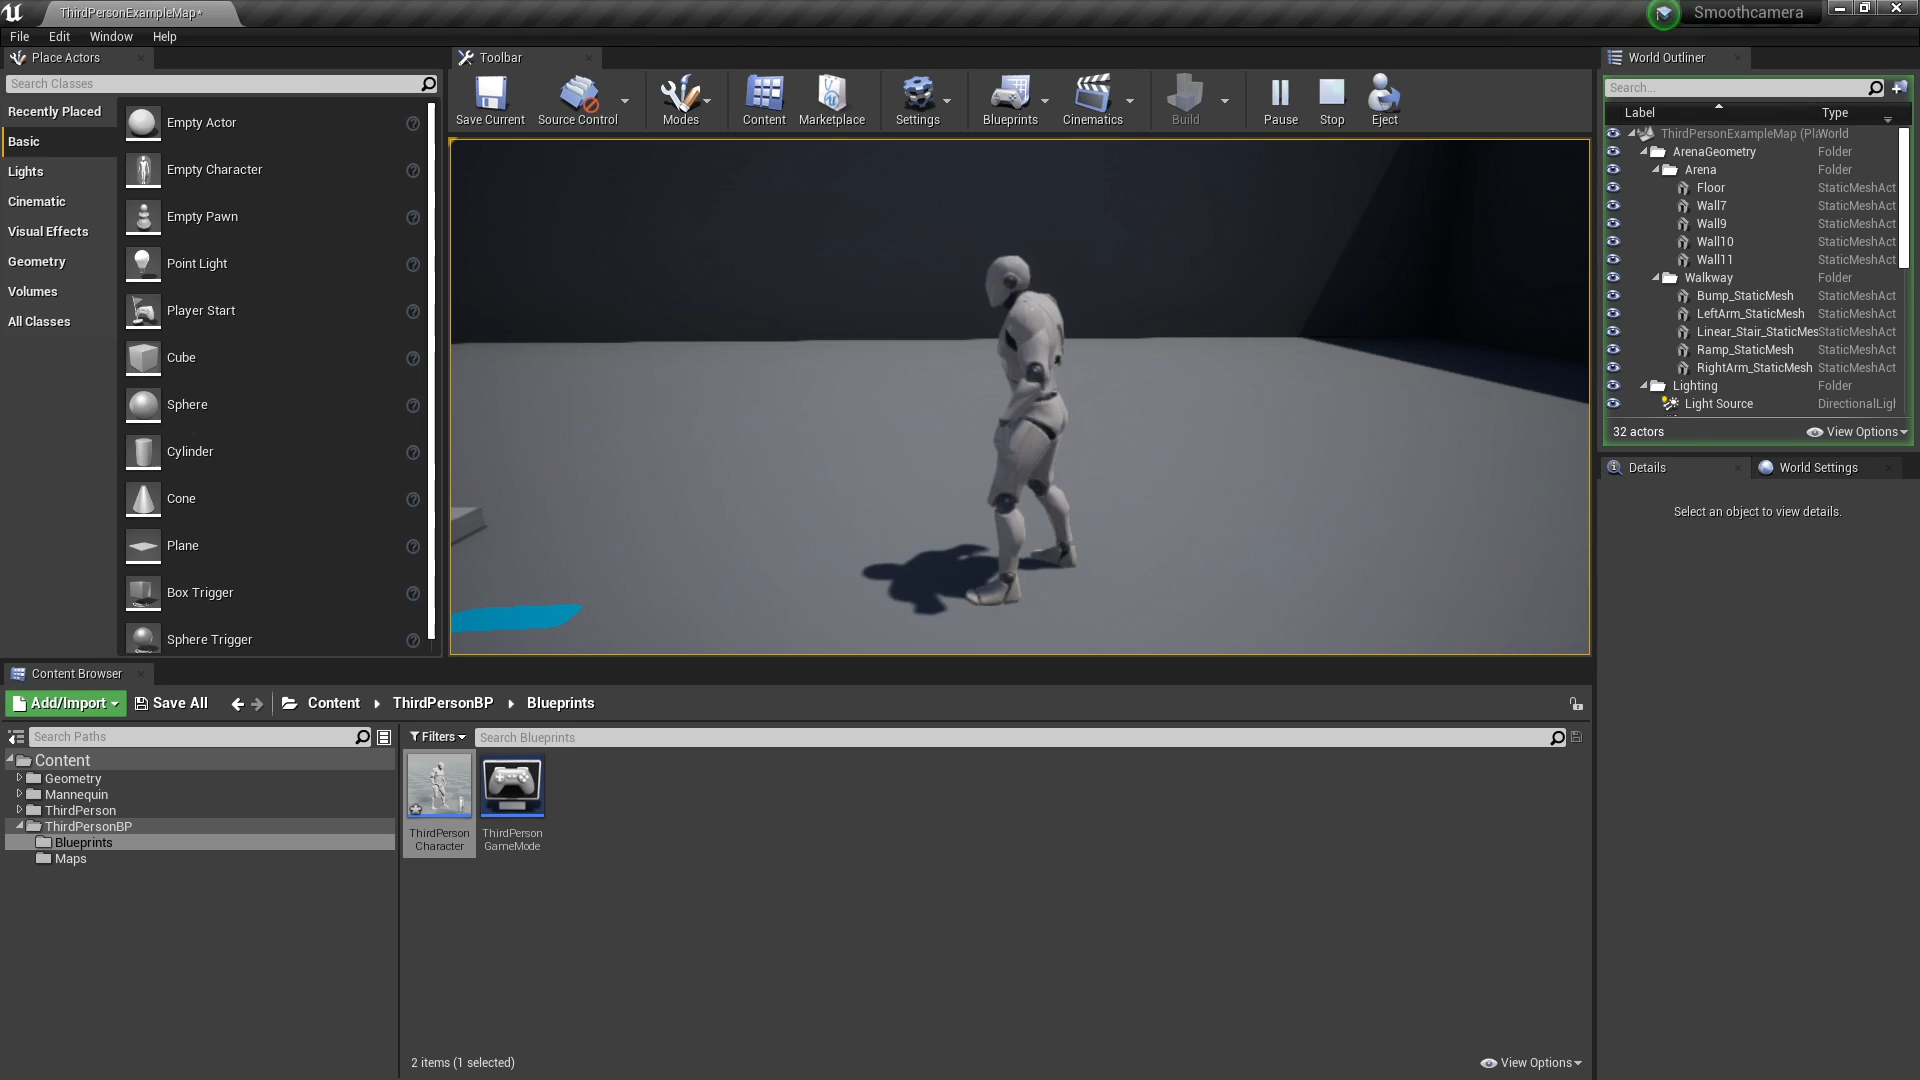 ThirdPersonExampleMap*
Smoothcamera
File Edit Window Help
Place Actors
Search Classes
Recently Placed
Basic
Lights
Cinematic
Visual Effects
Geometry
Volumes
All Classes
Empty Actor
Empty Character
Empty Pawn
Point Light
Player Start
Cube
Sphere
Cylinder
Cone
Plane
Box Trigger
Sphere Trigger
Toolbar
Save Current Source Control Modes Content Marketplace Settings Blueprints Cinematics Build Pause Stop Eject
World Outliner
Search...
Label Type
ThirdPersonExampleMap (Pl World
ArenaGeometry Folder
Arena Folder
Floor StaticMeshAct
Wall7 StaticMeshAct
Wall9 StaticMeshAct
Wall10 StaticMeshAct
Wall11 StaticMeshAct
Walkway Folder
Bump_StaticMesh StaticMeshAct
LeftArm_StaticMesh StaticMeshAct
Linear_Stair_StaticMes StaticMeshAct
Ramp_StaticMesh StaticMeshAct
RightArm_StaticMesh StaticMeshAct
Lighting Folder
Light Source DirectionalLigh
32 actors View Options
Details World Settings
Select an object to view details.
Content Browser
Add/Import Save All Content ThirdPersonBP Blueprints
Search Paths
Filters Search Blueprints
Content
Geometry
Mannequin
ThirdPerson
ThirdPersonBP
Blueprints
Maps
ThirdPerson
Character
ThirdPerson
GameMode
2 items (1 selected) View Options